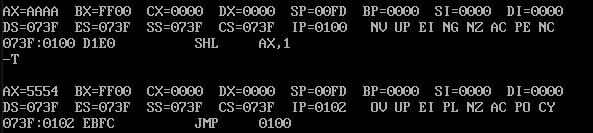 AX=AAAA  BX=FF00  CX=0000  DX=0000  SP=00FD  BP=0000  SI=0000  DI=0000
DS=073F  ES=073F  SS=073F  CS=073F  IP=0100   NV UP EI NG NZ AC PE NC
073F:0100 D1E0          SHL     AX,1
-T
AX=5554  BX=FF00  CX=0000  DX=0000  SP=00FD  BP=0000  SI=0000  DI=0000
DS=073F  ES=073F  SS=073F  CS=073F  IP=0102   OV UP EI PL NZ AC PO CY
073F:0102 EBFC          JMP     0100